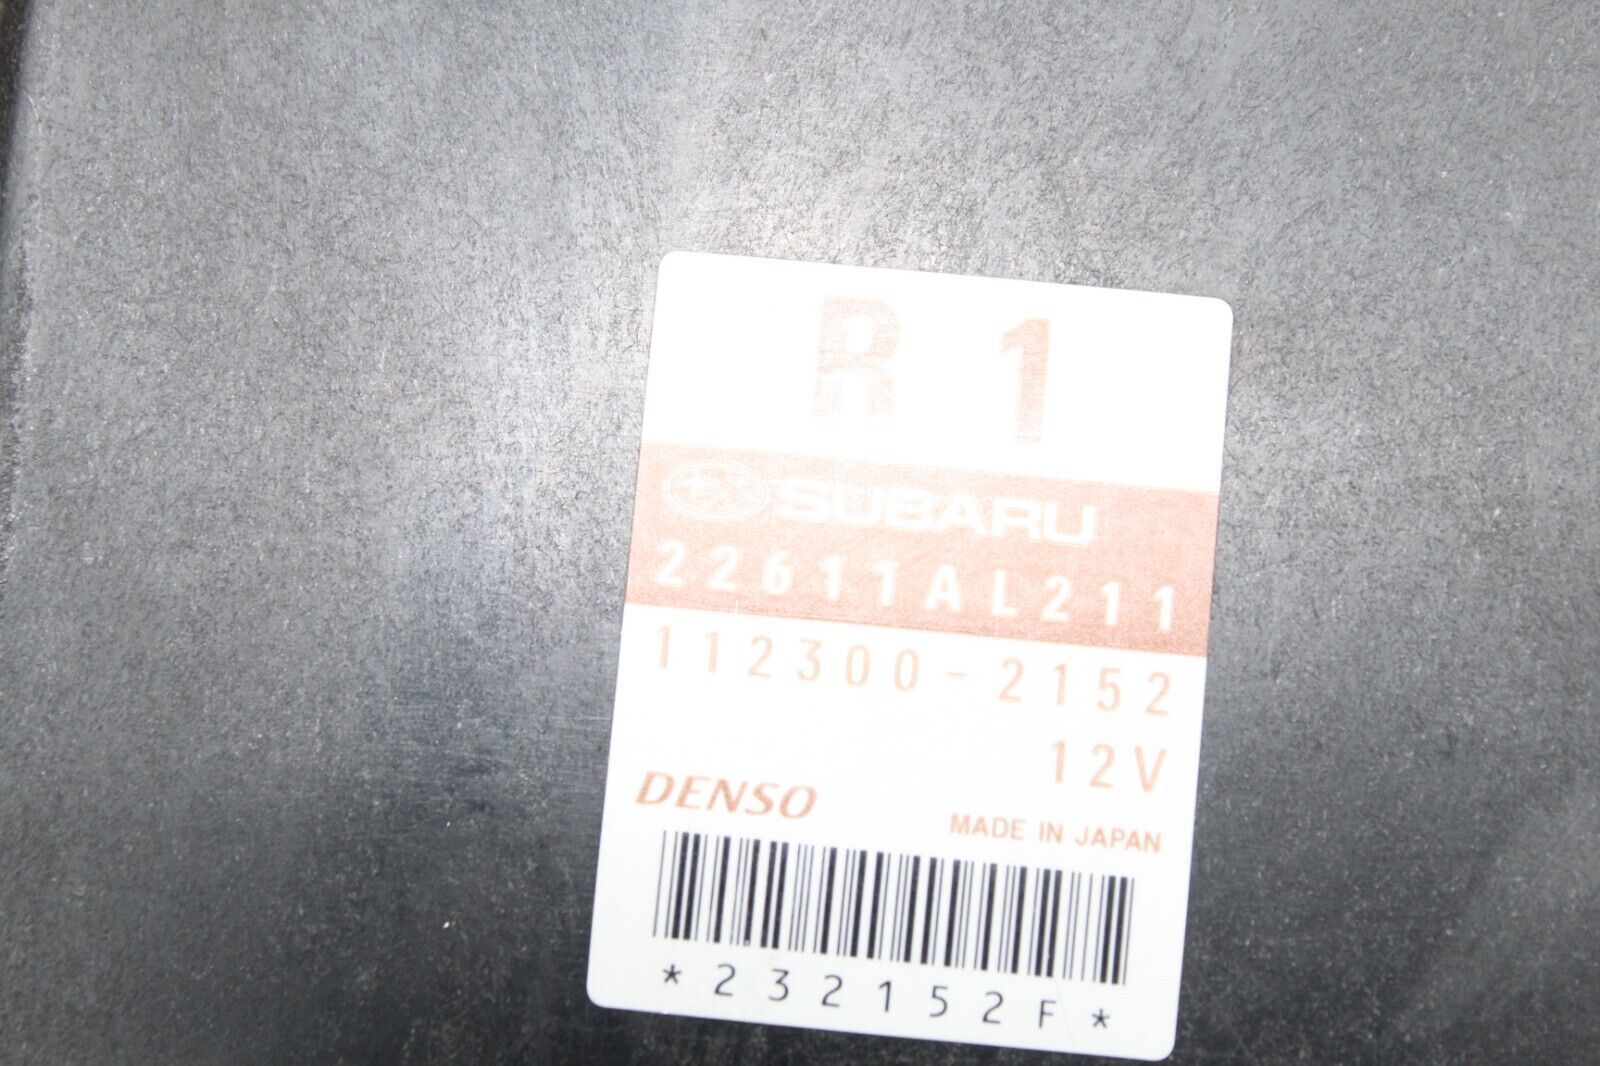 R 1
SUBARU
22611AL211
112300-2152
12V
DENSO
MADE IN JAPAN
*232152F*